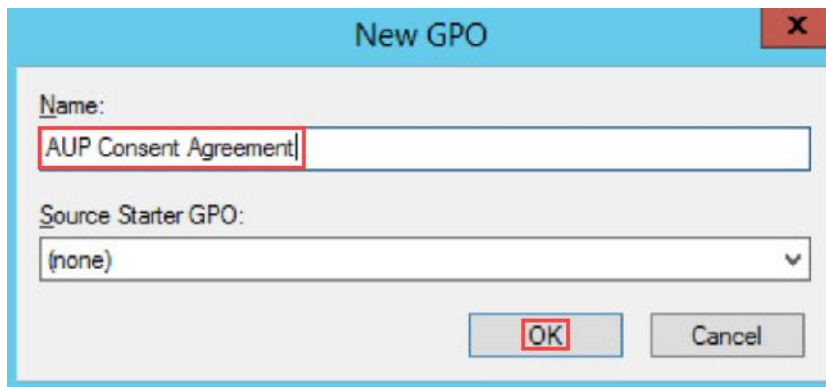 New GPO
x
Name:
AUP Consent Agreement
Source Starter GPO:
(none)
OK
Cancel